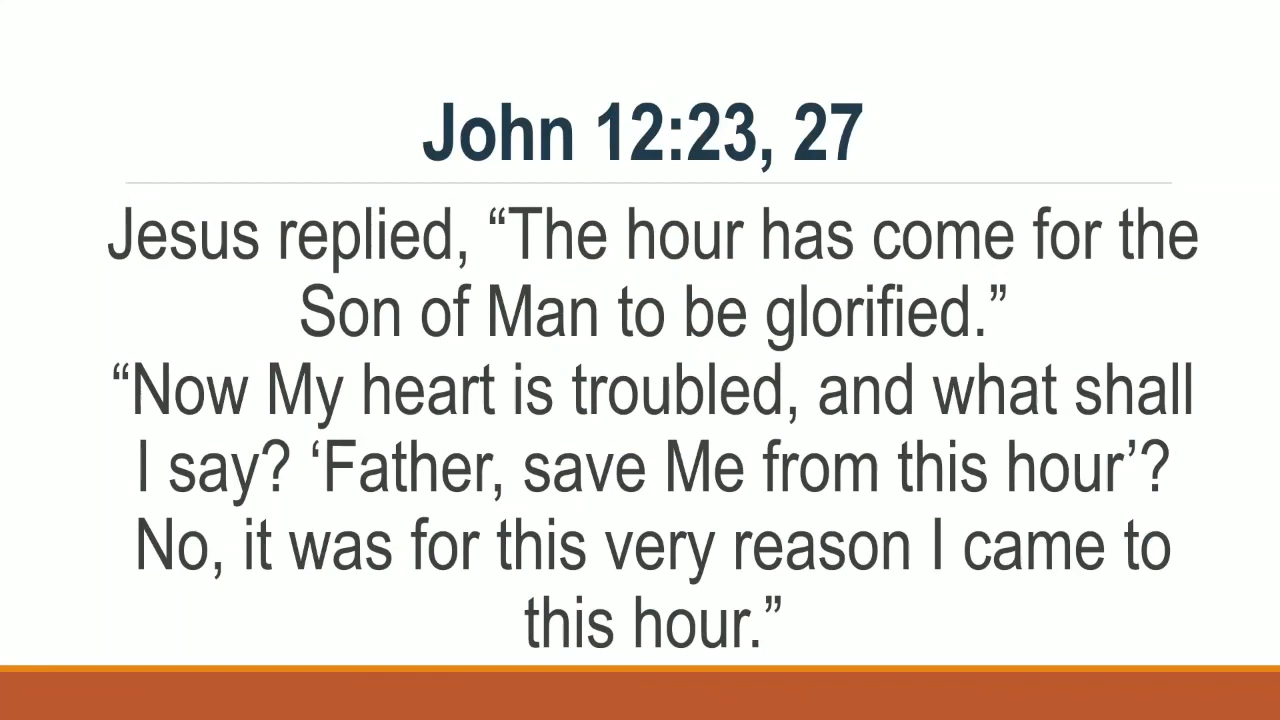 John 12:23, 27
Jesus replied, “The hour has come for the
Son of Man to be glorified.”
“Now My heart is troubled, and what shall
I say? ‘Father, save Me from this hour’?
No, it was for this very reason I came to
this hour.”